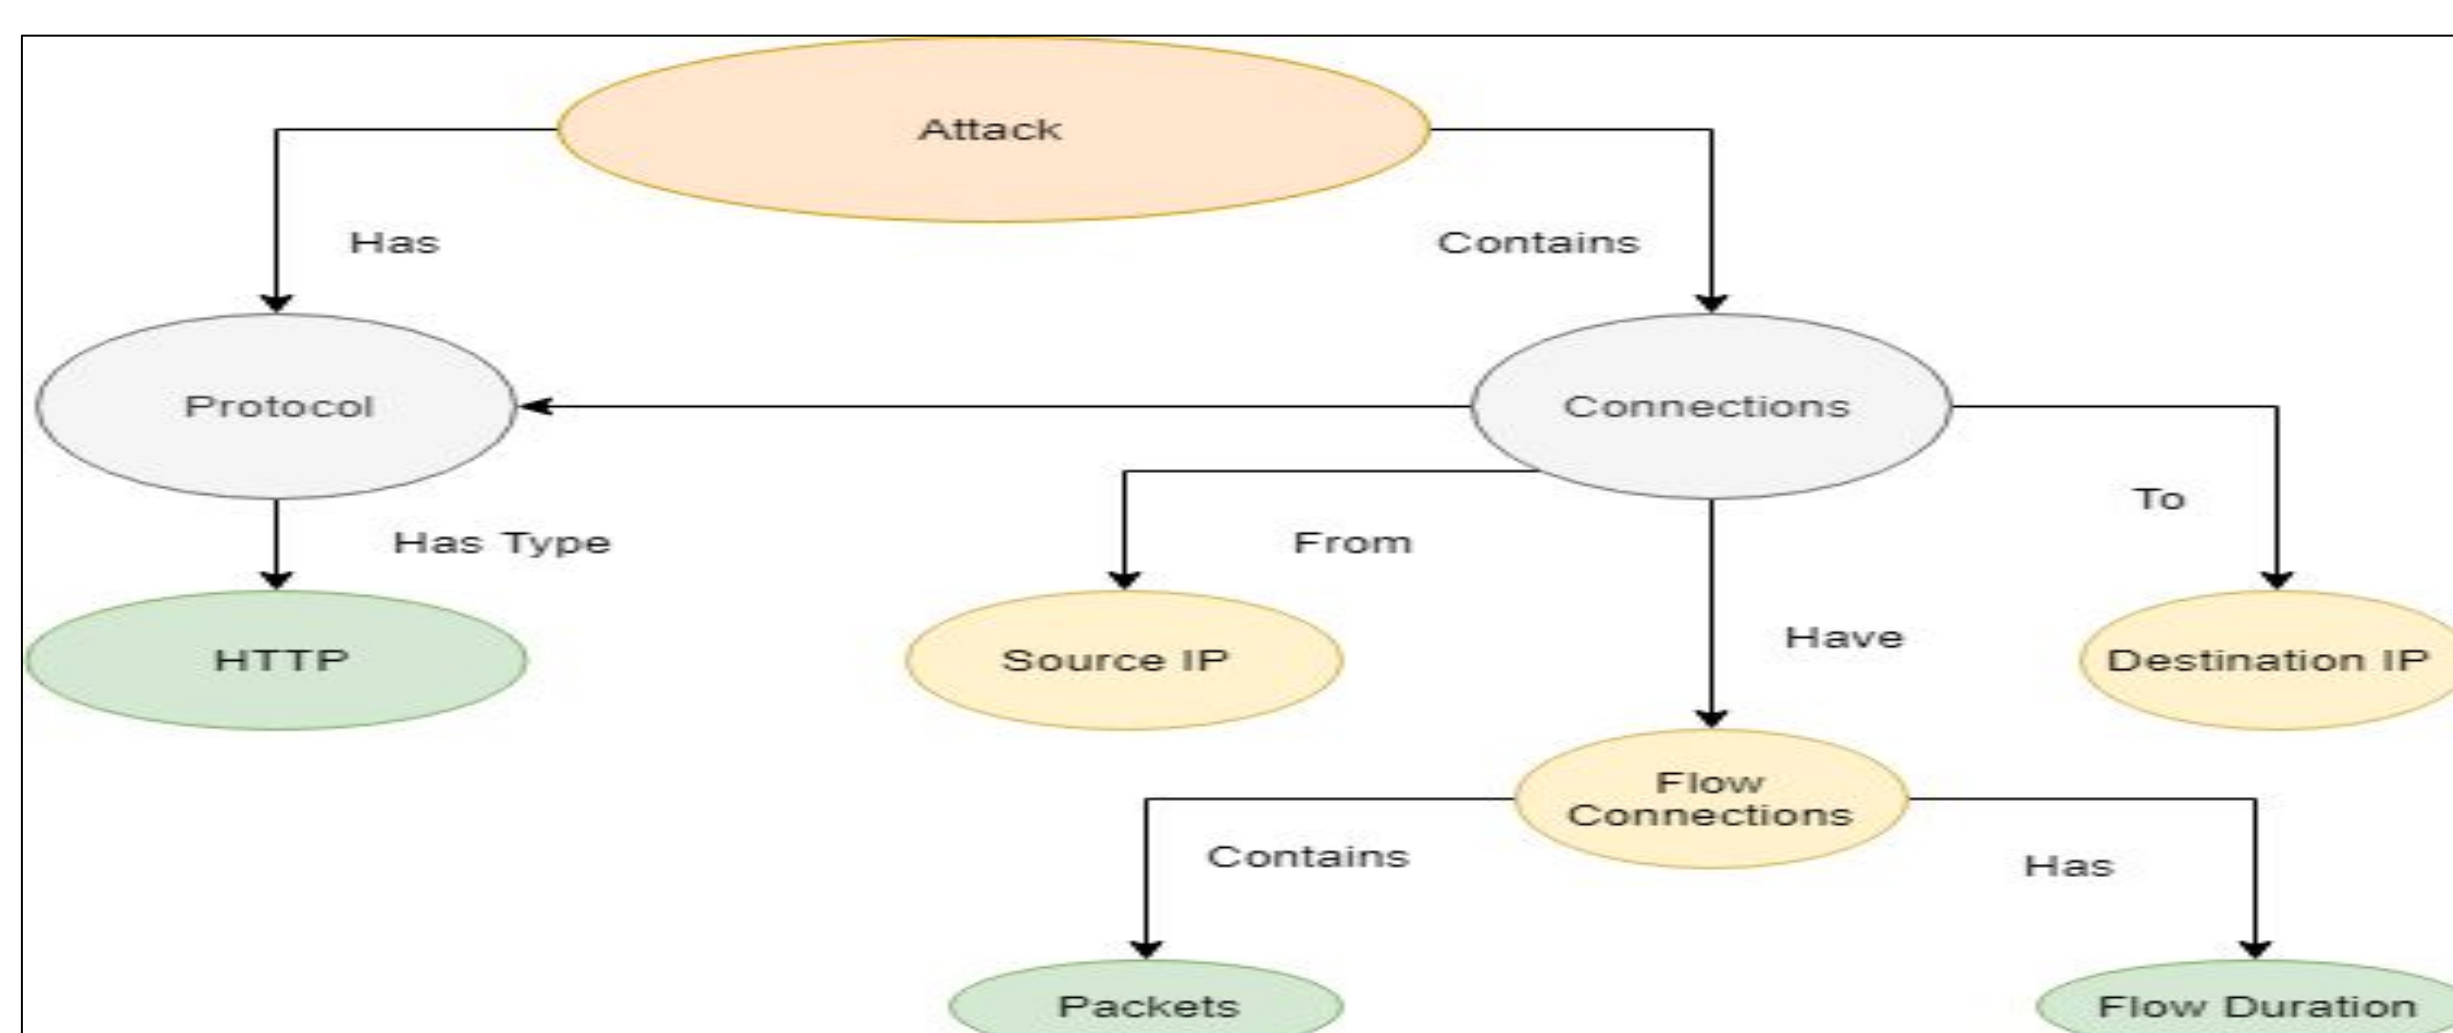 Attack
Has
Contains
Protocol
Connections
To
Has Type
From
Have
HTTP
Source IP
Destination IP
Flow
Connections
Contains
Has
Packets
Flow Duration